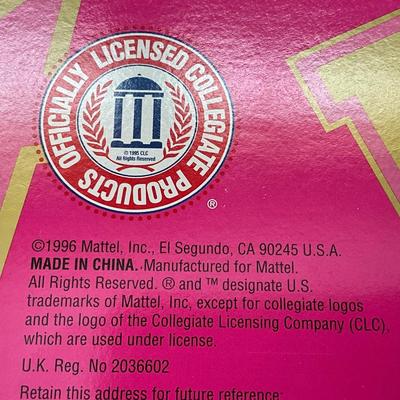 OFFICIALLY LICENSED COLLEGIATE PRODUCTS
© 1995 CLC
All Rights Reserved
®
©1996 Mattel, Inc., El Segundo, CA 90245 U.S.A.
MADE IN CHINA. Manufactured for Mattel.
All Rights Reserved. ® and ™ designate U.S.
trademarks of Mattel, Inc, except for collegiate logos
and the logo of the Collegiate Licensing Company (CLC),
which are used under license.
U.K. Reg. No 2036602
Retain this address for future reference: